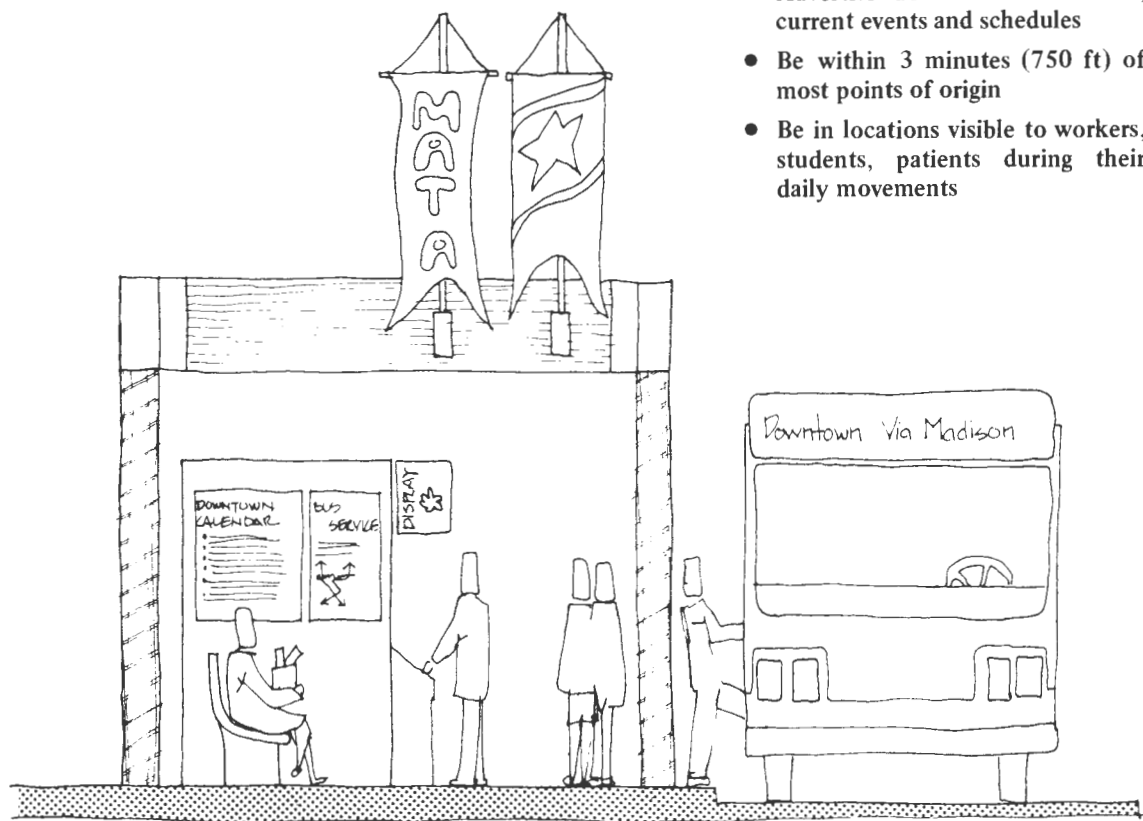 current events and schedules
● Be within 3 minutes (750 ft) of
most points of origin
● Be in locations visible to workers,
students, patients during their
daily movements
MATA
Downtown Via Madison
DOWNTOWN
CALENDAR
BUS
SERVICE
DISPLAY